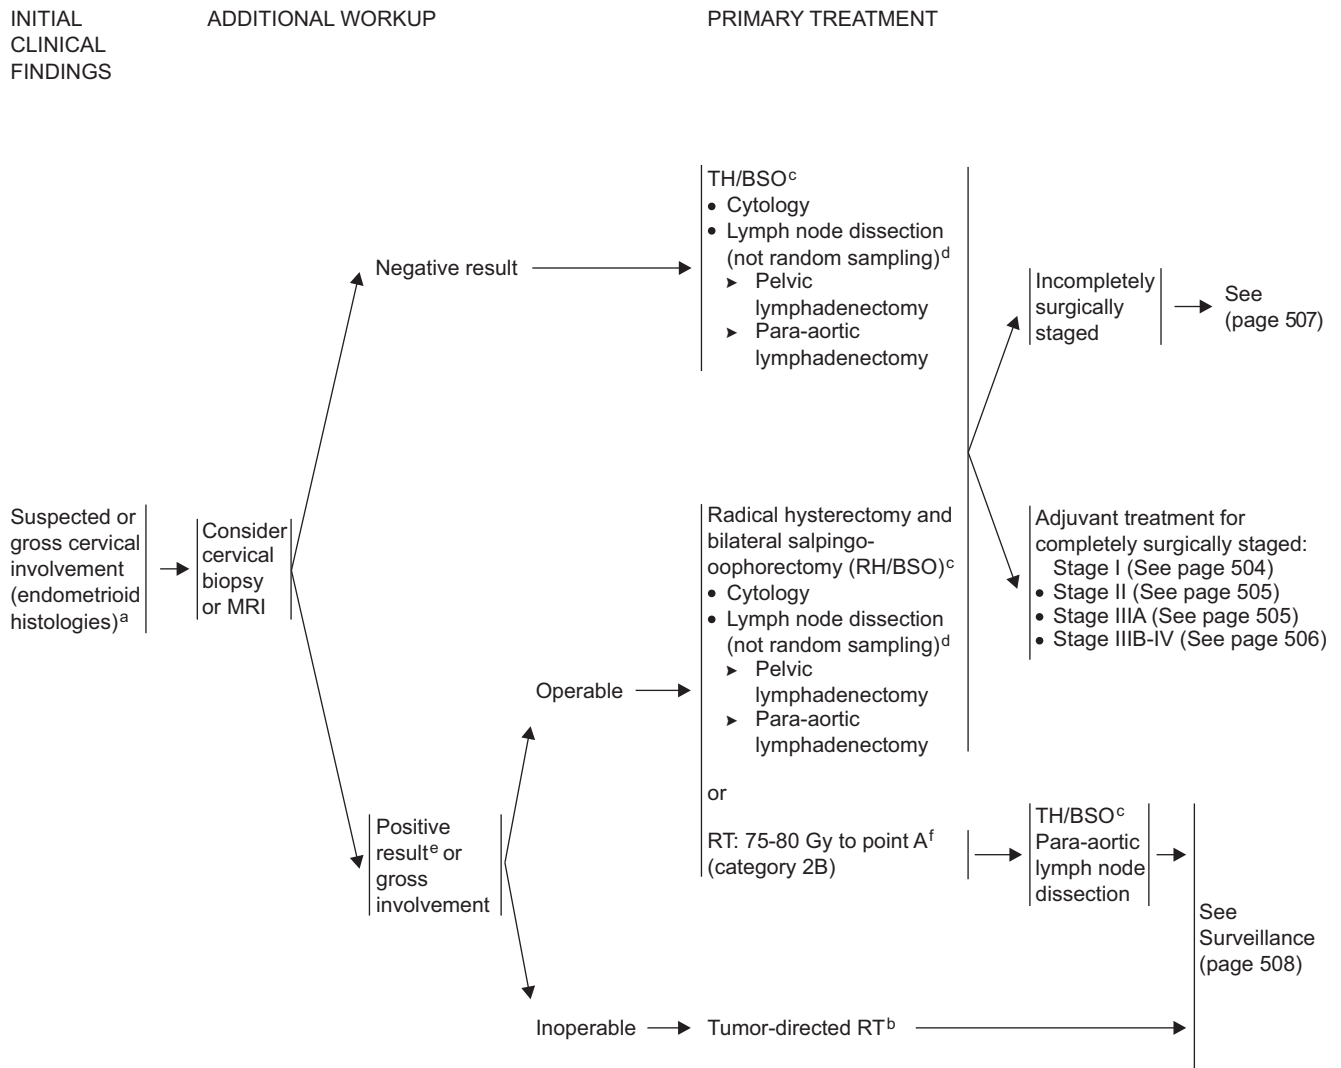 INITIAL
CLINICAL
FINDINGS
ADDITIONAL WORKUP
PRIMARY TREATMENT
Suspected or
gross cervical
involvement
(endometrioid
histologies)a
Consider
cervical
biopsy
or MRI
Negative result
TH/BSOc
• Cytology
• Lymph node dissection
(not random sampling)d
➤ Pelvic
lymphadenectomy
➤ Para-aortic
lymphadenectomy
Incompletely
surgically
staged
See
(page 507)
Adjuvant treatment for
completely surgically staged:
Stage I (See page 504)
• Stage II (See page 505)
• Stage IIIA (See page 505)
• Stage IIIB-IV (See page 506)
Positive
resulte or
gross
involvement
Operable
Radical hysterectomy and
bilateral salpingo-
oophorectomy (RH/BSO)c
• Cytology
• Lymph node dissection
(not random sampling)d
➤ Pelvic
lymphadenectomy
➤ Para-aortic
lymphadenectomy
or
RT: 75-80 Gy to point Af
(category 2B)
TH/BSOc
Para-aortic
lymph node
dissection
See
Surveillance
(page 508)
Inoperable
Tumor-directed RTb